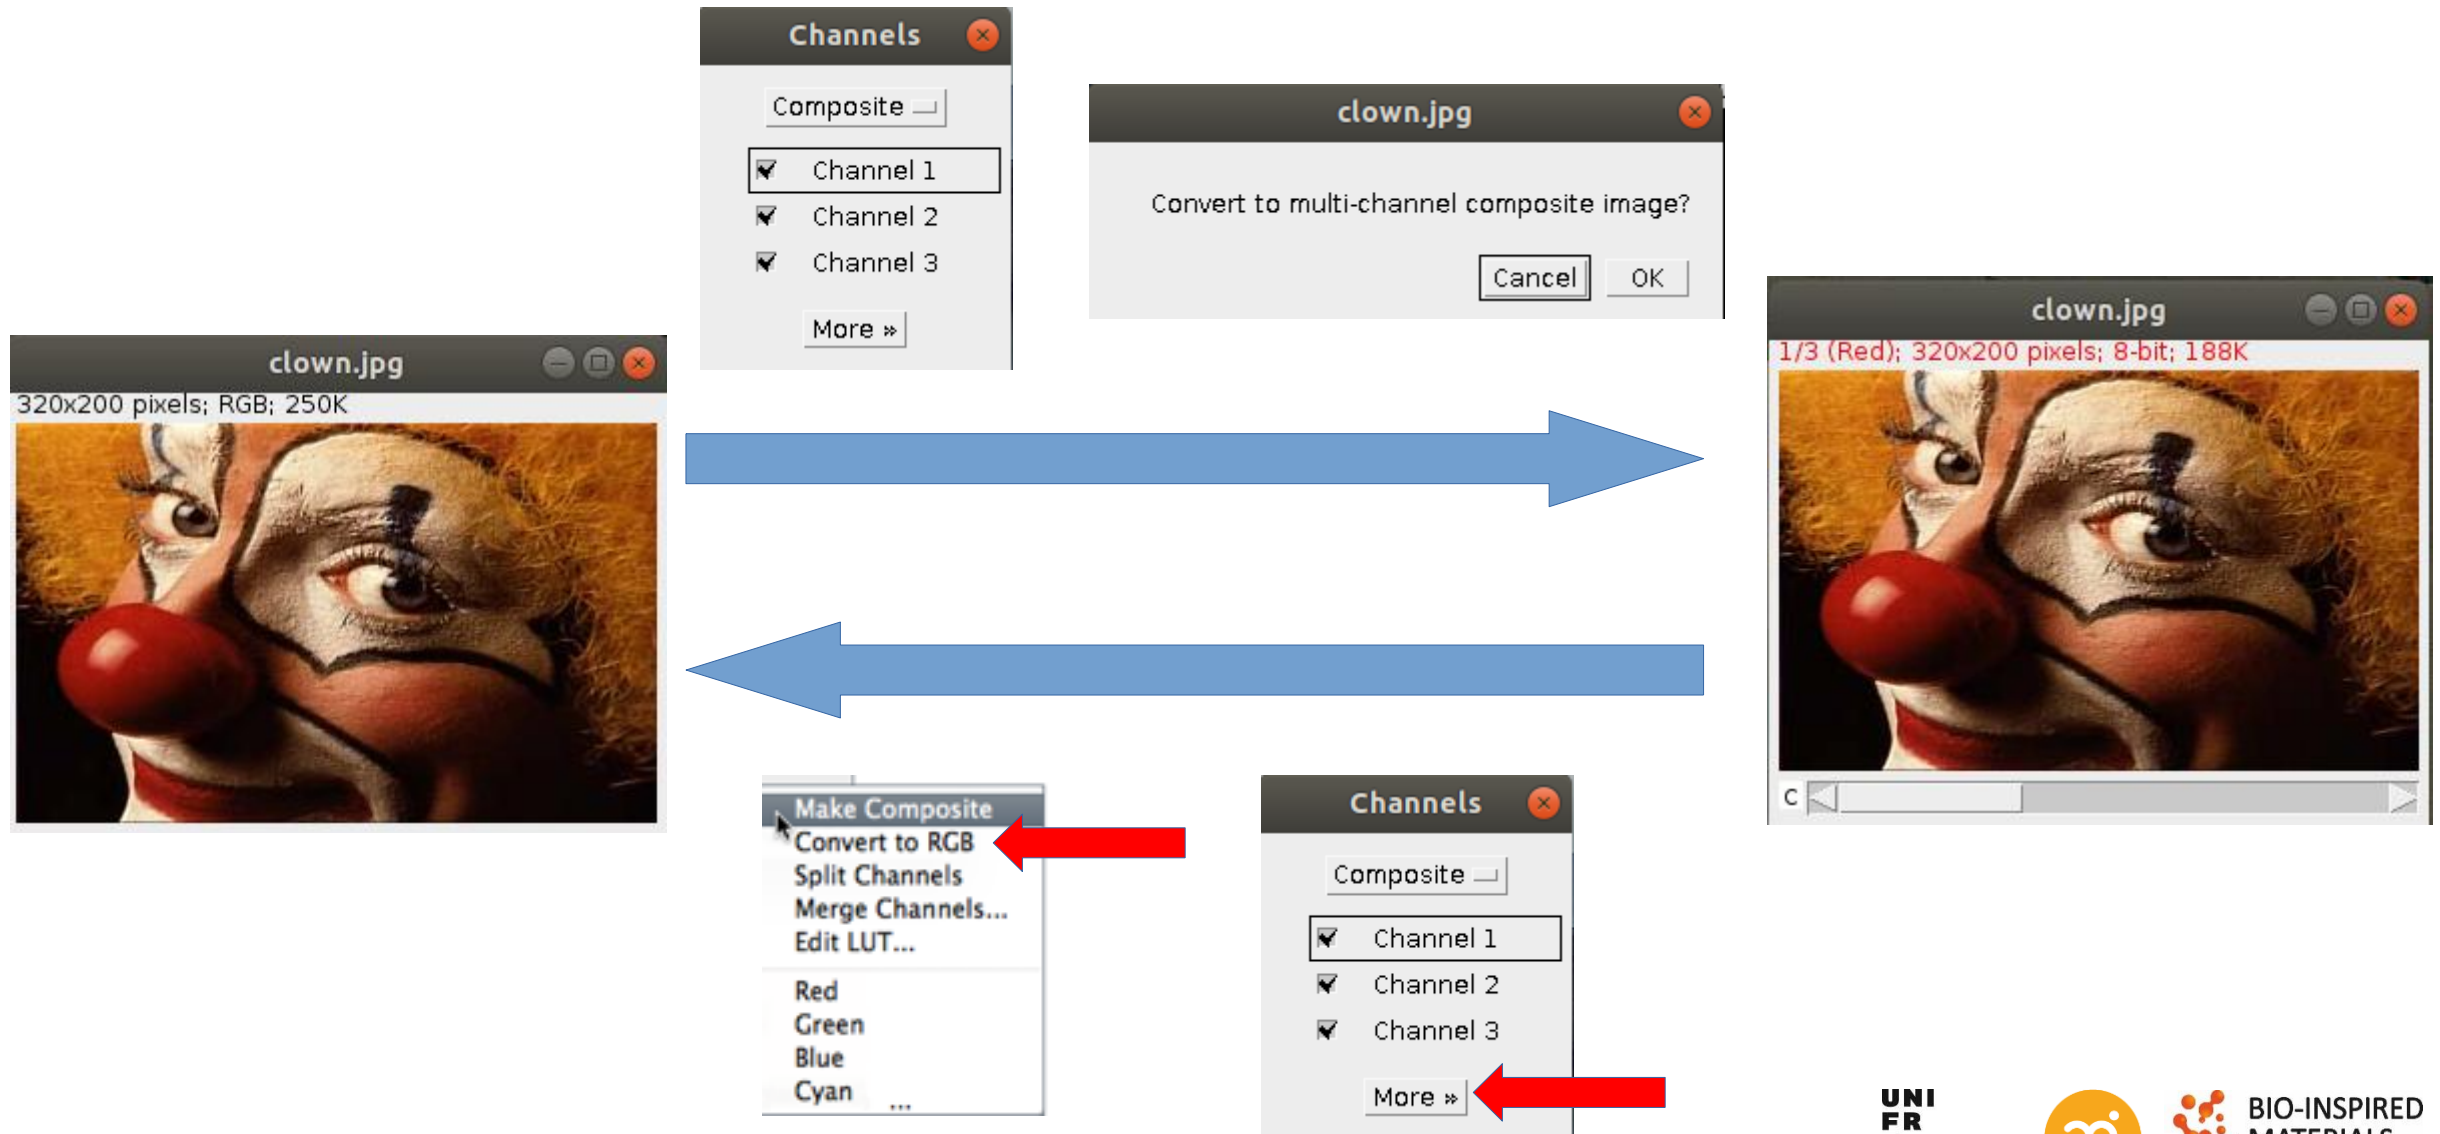 Channels
Composite
Channel 1
Channel 2
Channel 3
More »
clown.jpg
Convert to multi-channel composite image?
Cancel OK
clown.jpg
320x200 pixels; RGB; 250K
clown.jpg
1/3 (Red); 320x200 pixels; 8-bit; 188K
C
Make Composite
Convert to RGB
Split Channels
Merge Channels...
Edit LUT...
Red
Green
Blue
Cyan
...
Channels
Composite
Channel 1
Channel 2
Channel 3
More »
UNI
FR
BIO-INSPIRED
MATERIALS